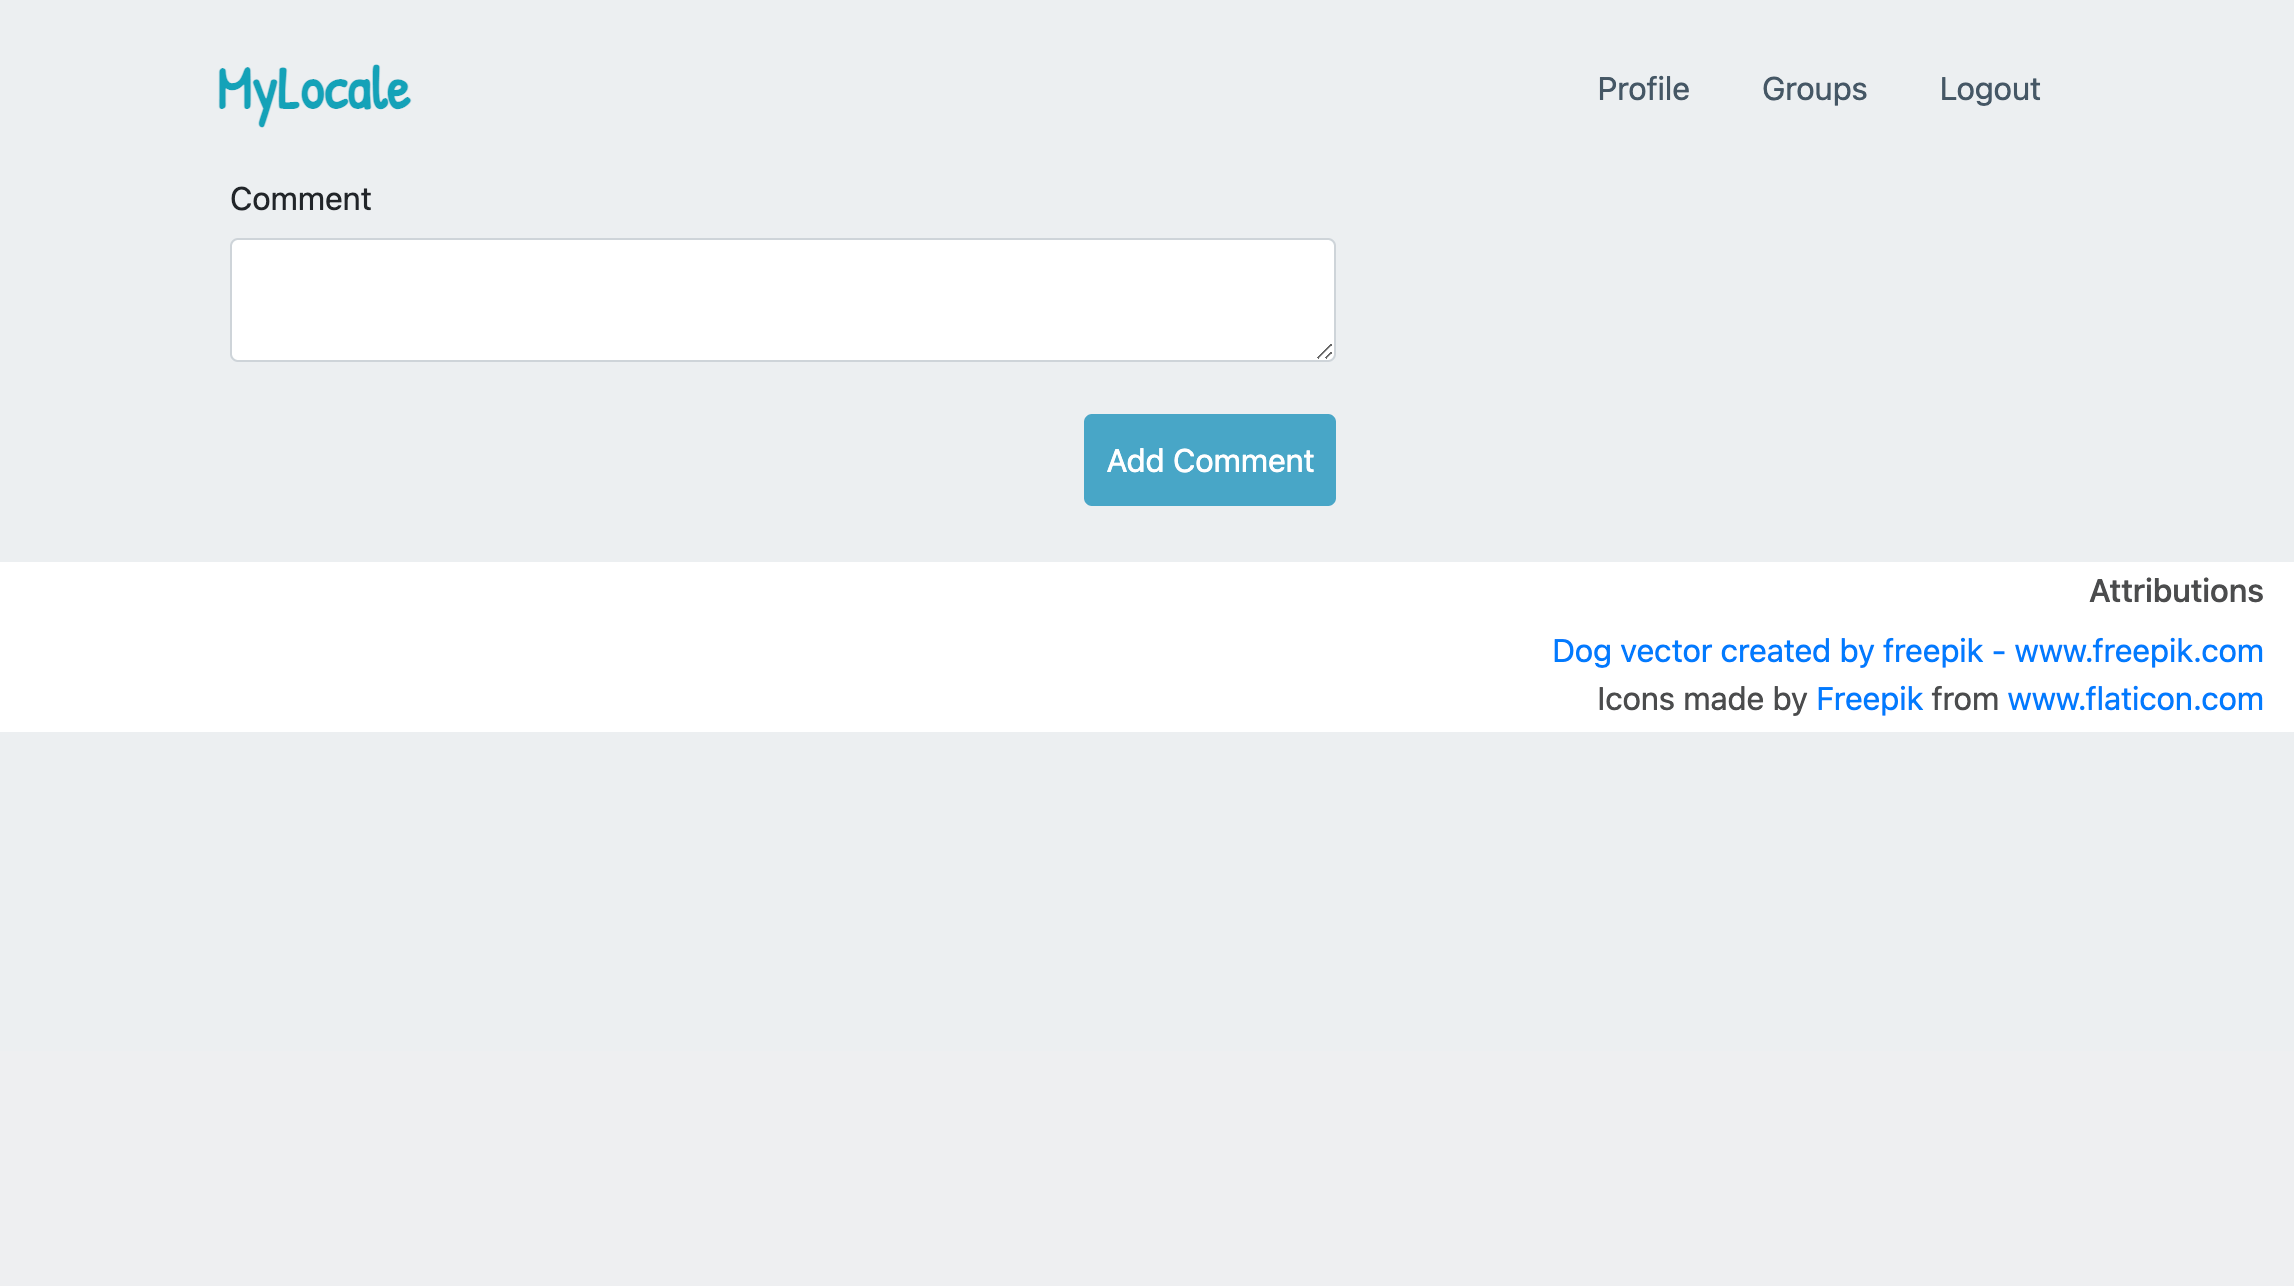 MyLocale
Profile Groups Logout
Comment
Add Comment
Attributions
Dog vector created by freepik - www.freepik.com
Icons made by Freepik from www.flaticon.com